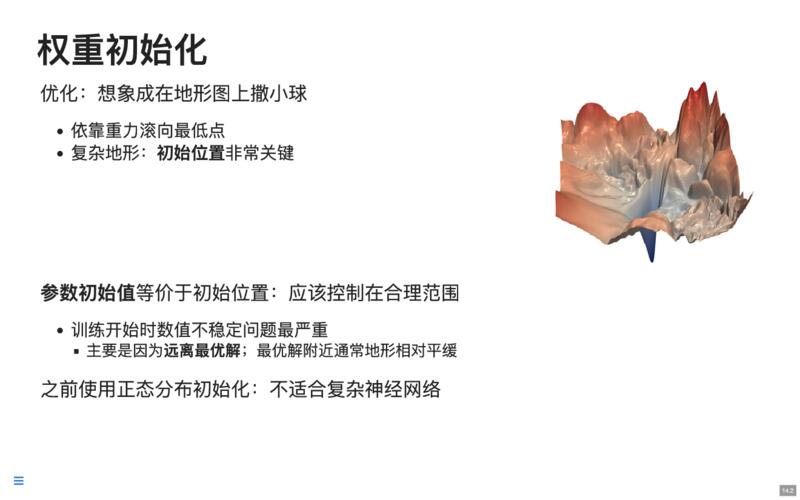 权重初始化
优化：想象成在地形图上撒小球
依靠重力滚向最低点
复杂地形：初始位置非常关键
参数初始值等价于初始位置：应该控制在合理范围
训练开始时数值不稳定问题最严重
主要是因为远离最优解；最优解附近通常地形相对平缓
之前使用正态分布初始化：不适合复杂神经网络
14.2